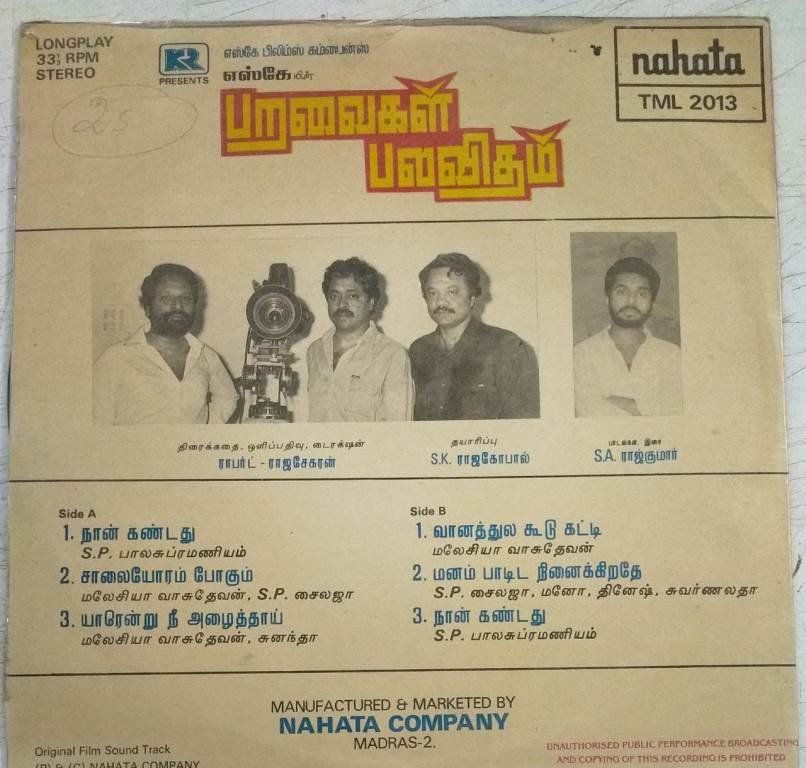 LONGPLAY
33⅓ RPM
STEREO
KR
PRESENTS
எஸ்கே பிலிம்ஸ் கம்பைன்ஸ்
எஸ்கே யின்
பறவைகள்
பலவிதம்
nahata
TML 2013
25
திரைக்கதை, ஒளிப்பதிவு, டைரக்ஷன்
ராபர்ட் - ராஜசேகரன்
தயாரிப்பு
S.K. ராஜகோபால்
பாடல்கள், இசை
S.A. ராஜ்குமார்
Side A
1. நான் கண்டது
S.P. பாலசுப்ரமணியம்
2. சாலையோரம் போகும்
மலேசியா வாசுதேவன், S.P. சைலஜா
3. யாரென்று நீ அழைத்தாய்
மலேசியா வாசுதேவன், சுனந்தா
Side B
1. வானத்துல கூடு கட்டி
மலேசியா வாசுதேவன்
2. மனம் பாடிட நினைக்கிறதே
S.P. சைலஜா, மனோ, தினேஷ், சுவர்ணலதா
3. நான் கண்டது
S.P. பாலசுப்ரமணியம்
MANUFACTURED & MARKETED BY
NAHATA COMPANY
MADRAS-2.
Original Film Sound Track
(P) & (C) NAHATA COMPANY
UNAUTHORISED PUBLIC PERFORMANCE BROADCASTING
AND COPYING OF THIS RECORDING IS PROHIBITED